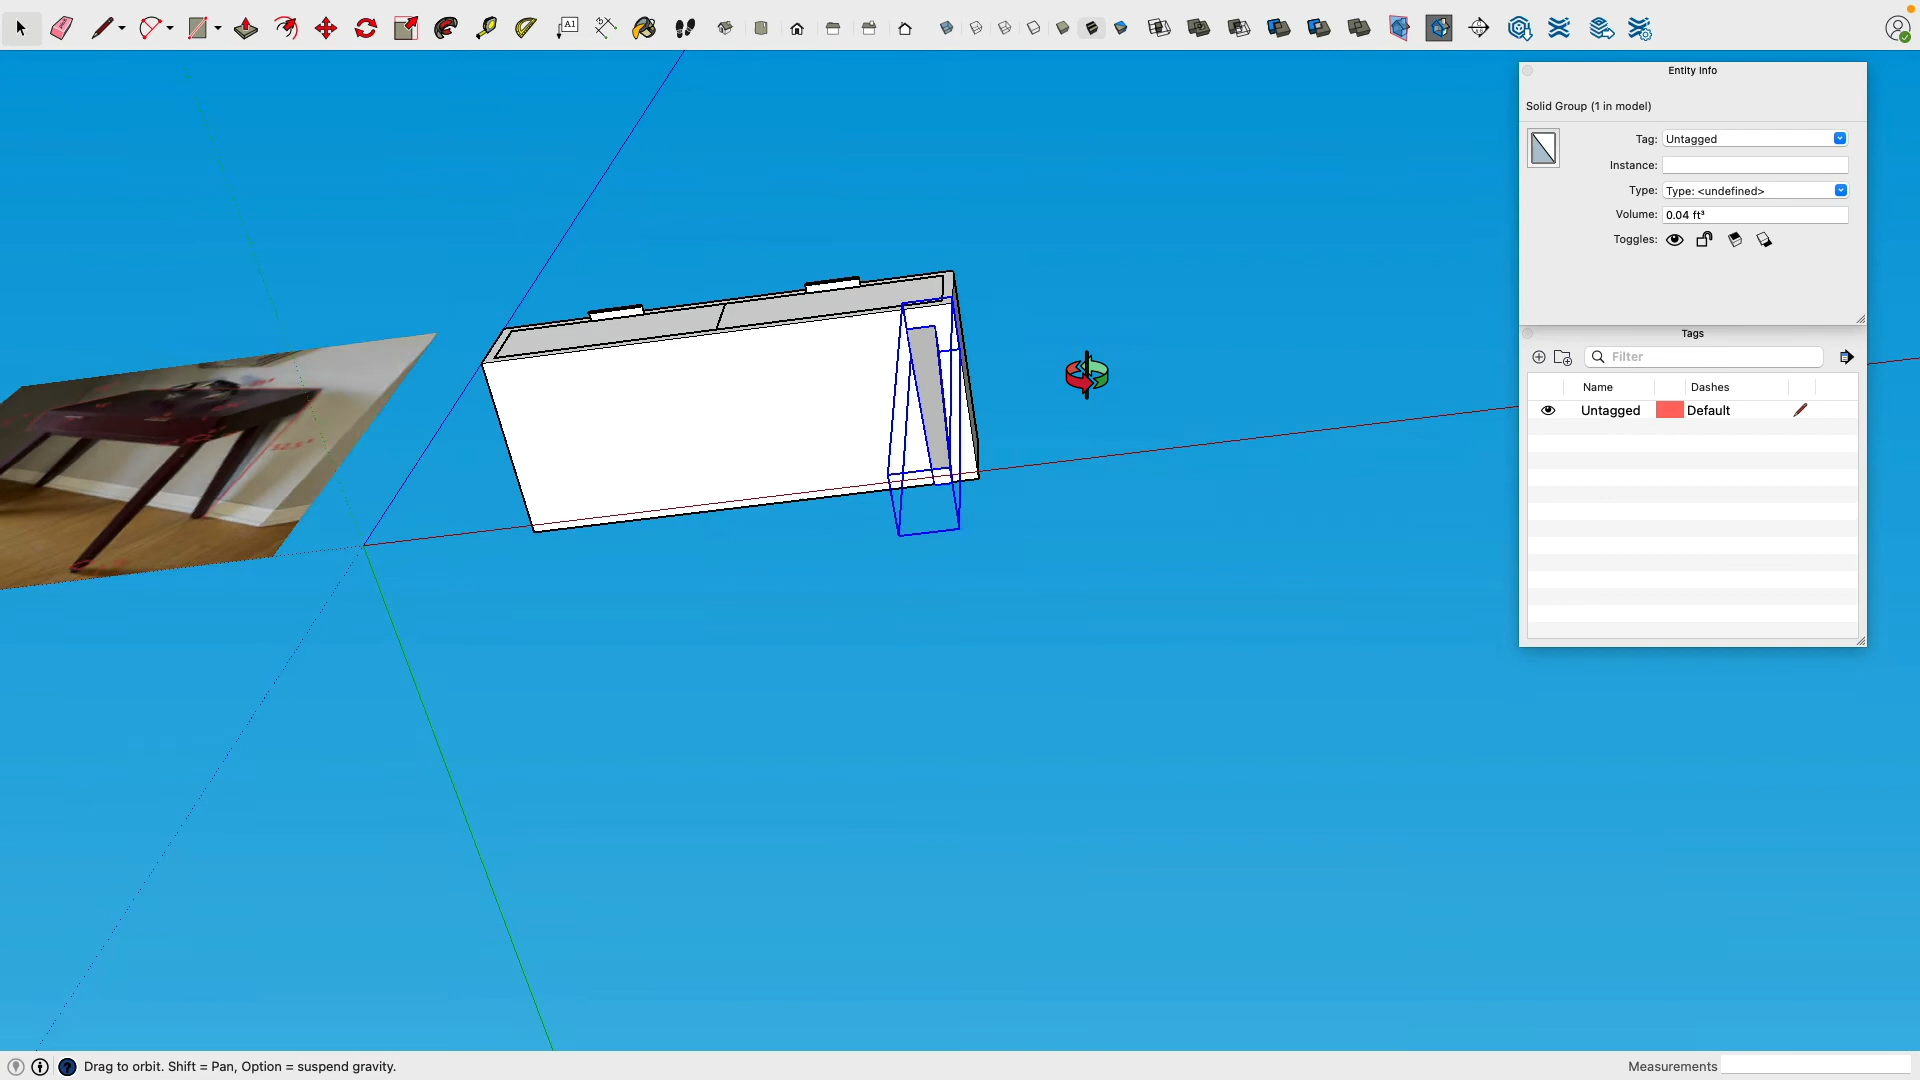 A1
Entity Info
Solid Group (1 in model)
Tag: Untagged
Instance:
Type: Type: <undefined>
Volume: 0.04 ft³
Toggles:
Tags
Filter
Name Dashes
Untagged Default
Drag to orbit. Shift = Pan, Option = suspend gravity.
Measurements